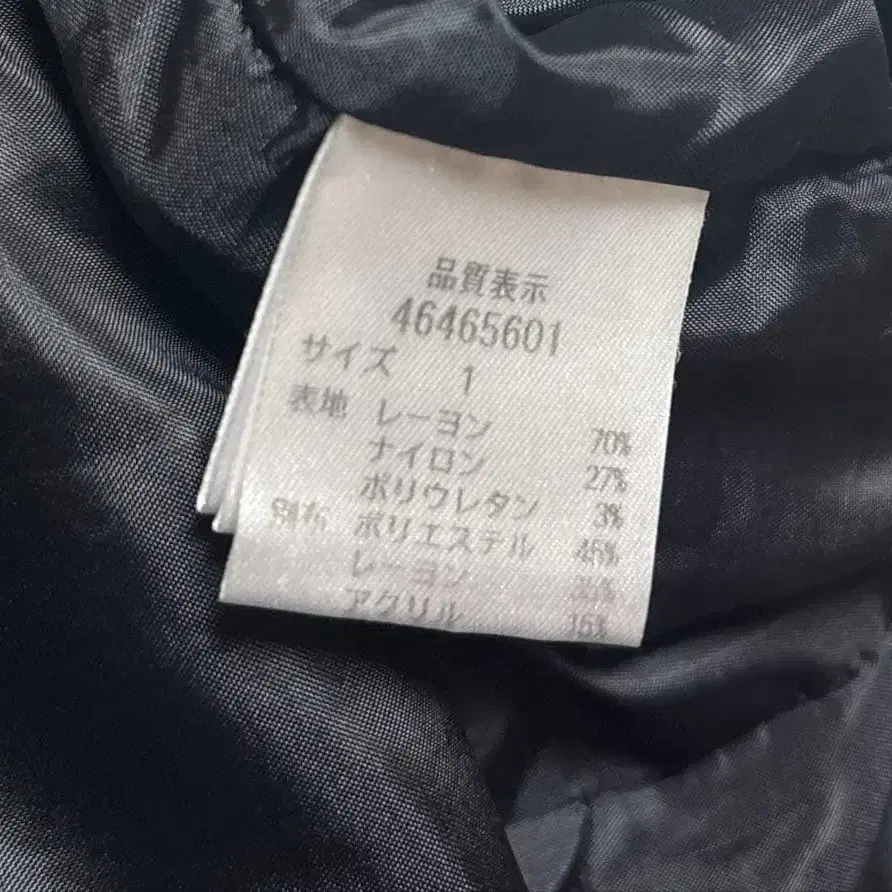 品質表示
46465601
サイズ 1
表地 レーヨン 70%
ナイロン 27%
ポリウレタン 3%
別布 ポリエステル 45%
レーヨン
アクリル 15%